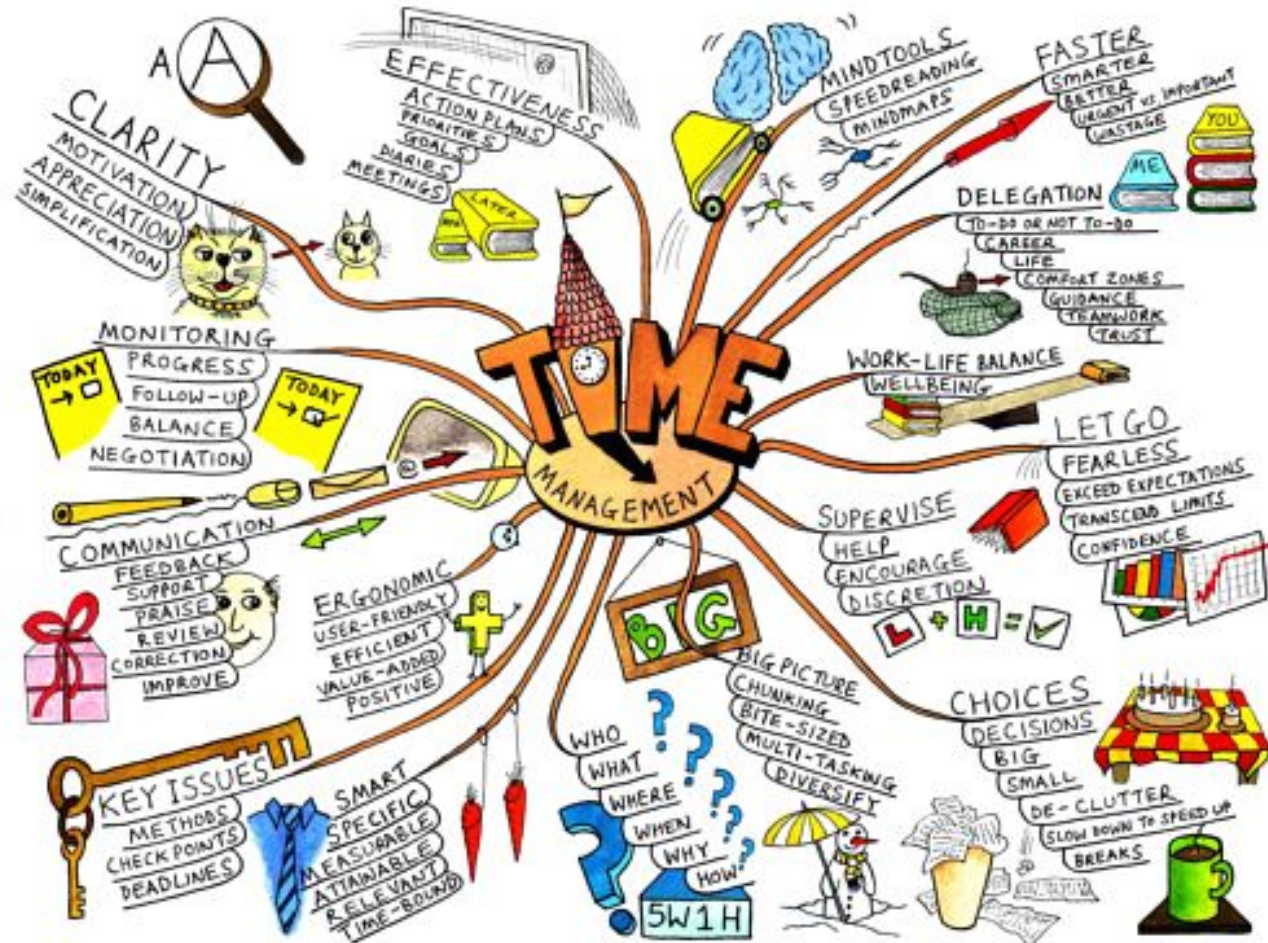 TIME
MANAGEMENT
A A
CLARITY
MOTIVATION
APPRECIATION
SIMPLIFICATION
EFFECTIVENESS
ACTION PLANS
PRIORITIES
GOALS
DIARIES
MEETINGS
LATER
MINDTOOLS
SPEEDREADING
MINDMAPS
FASTER
SMARTER
BETTER
URGENT VS. IMPORTANT
WASTAGE
YOU
ME
DELEGATION
TO-DO OR NOT TO-DO
CAREER
LIFE
COMFORT ZONES
GUIDANCE
TEAMWORK
TRUST
WORK-LIFE BALANCE
WELLBEING
LET GO
FEARLESS
EXCEED EXPECTATIONS
TRANSCEND LIMITS
CONFIDENCE
SUPERVISE
HELP
ENCOURAGE
DISCRETION
L + H =
CHOICES
DECISIONS
BIG
SMALL
DE-CLUTTER
SLOW DOWN TO SPEED UP
BREAKS
BIG
BIG PICTURE
CHUNKING
BITE-SIZED
MULTI-TASKING
DIVERSIFY
WHO
WHAT
WHERE
WHEN
WHY
HOW
5W1H
SMART
SPECIFIC
MEASURABLE
ATTAINABLE
RELEVANT
TIME-BOUND
KEY ISSUES
METHODS
CHECKPOINTS
DEADLINES
ERGONOMIC
USER-FRIENDLY
EFFICIENT
VALUE-ADDED
POSITIVE
COMMUNICATION
FEEDBACK
SUPPORT
PRAISE
REVIEW
CORRECTION
IMPROVE
@
MONITORING
PROGRESS
FOLLOW-UP
BALANCE
NEGOTIATION
TODAY
TODAY